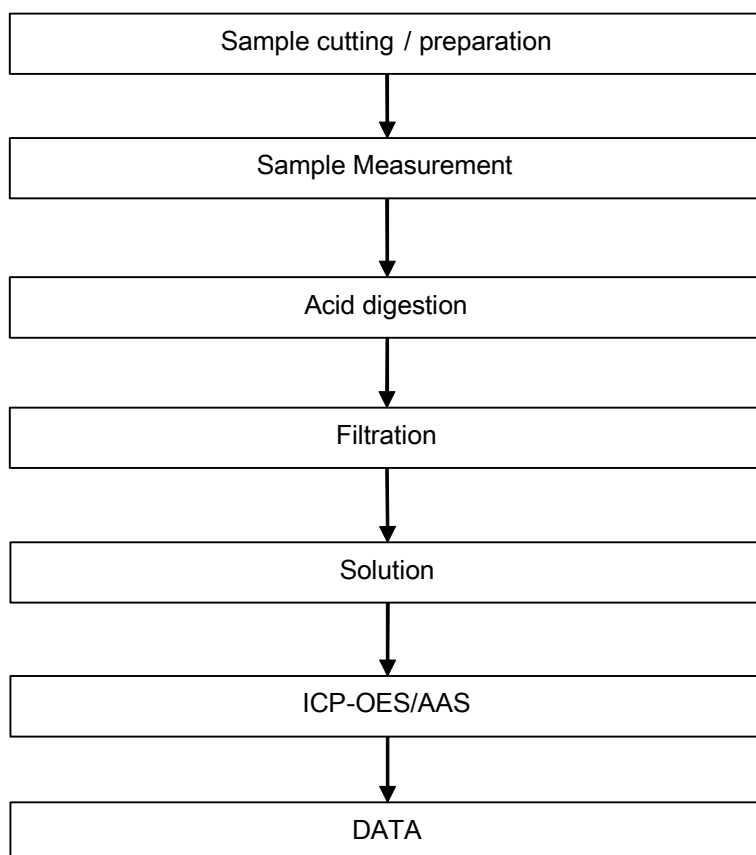 Sample cutting / preparation
Sample Measurement
Acid digestion
Filtration
Solution
ICP-OES/AAS
DATA